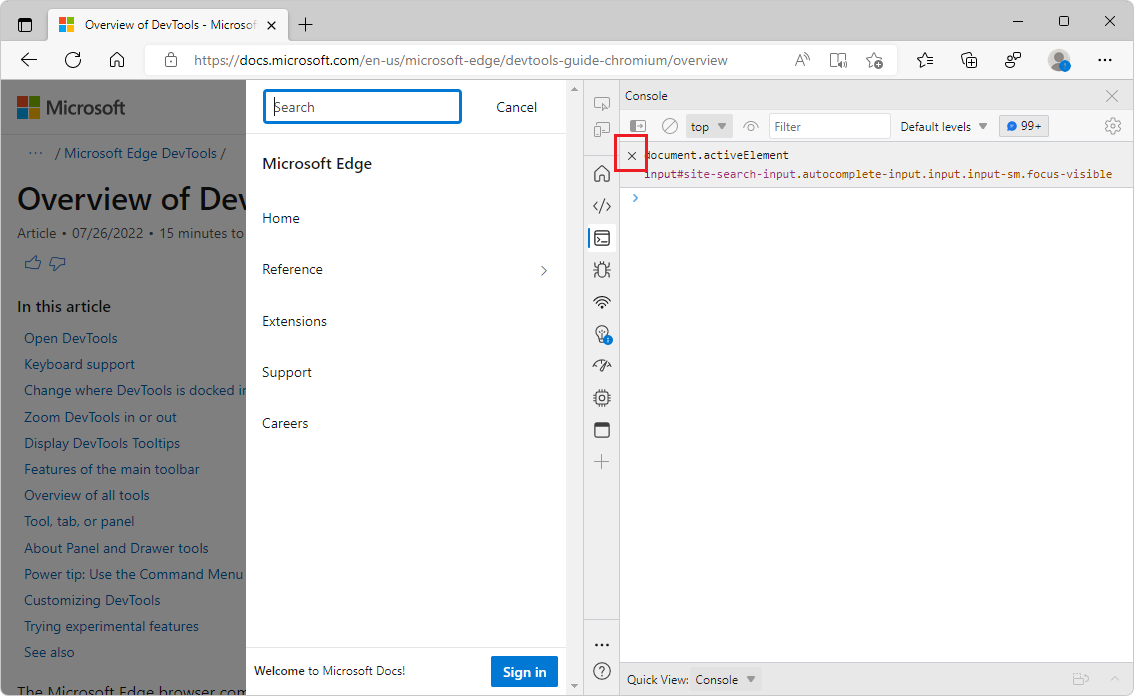 Overview of DevTools - Microsof
https://docs.microsoft.com/en-us/microsoft-edge/devtools-guide-chromium/overview
Microsoft
Search
Cancel
··· / Microsoft Edge DevTools /
Overview of Dev
Article • 07/26/2022 • 15 minutes to
In this article
Open DevTools
Keyboard support
Change where DevTools is docked in
Zoom DevTools in or out
Display DevTools Tooltips
Features of the main toolbar
Overview of all tools
Tool, tab, or panel
About Panel and Drawer tools
Power tip: Use the Command Menu
Customizing DevTools
Trying experimental features
See also
The Microsoft Edge browser com
Microsoft Edge
Home
Reference
Extensions
Support
Careers
Welcome to Microsoft Docs!
Sign in
Console
top
Filter
Default levels
99+
document.activeElement
input#site-search-input.autocomplete-input.input.input-sm.focus-visible
Quick View: Console